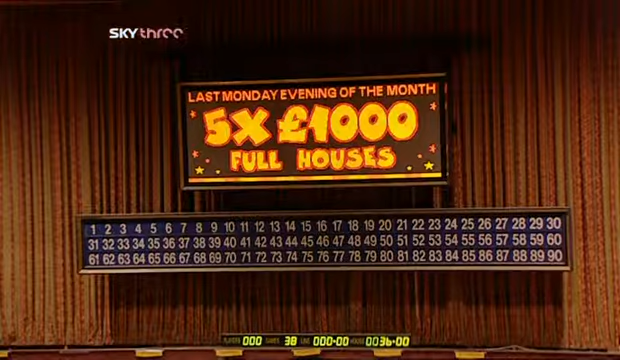 SKY three
LAST MONDAY EVENING OF THE MONTH
5X £1000
FULL HOUSES
1 2 3 4 5 6 7 8 9 10 11 12 13 14 15 16 17 18 19 20 21 22 23 24 25 26 27 28 29 30
31 32 33 34 35 36 37 38 39 40 41 42 43 44 45 46 47 48 49 50 51 52 53 54 55 56 57 58 59 60
61 62 63 64 65 66 67 68 69 70 71 72 73 74 75 76 77 78 79 80 81 82 83 84 85 86 87 88 89 90
PLAYERS 000 GAMES 38 LINE 000·00 HOUSE 0036·00